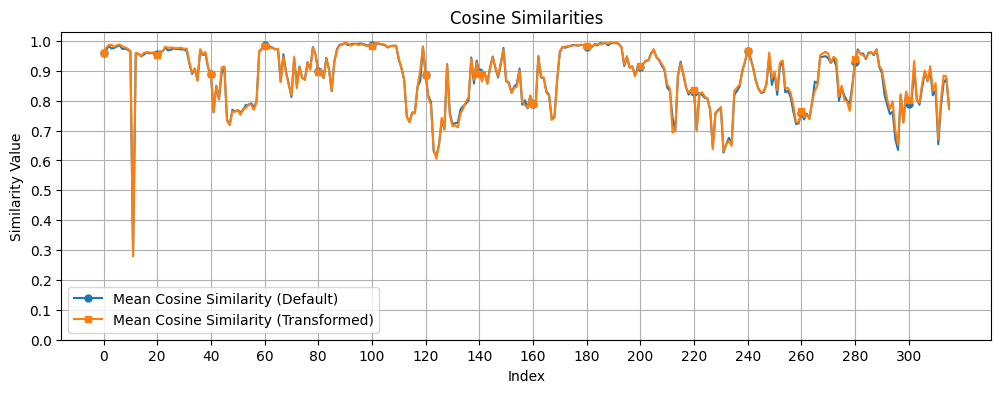 Cosine Similarities
Similarity Value
1.0
0.9
0.8
0.7
0.6
0.5
0.4
0.3
0.2
0.1
0.0
Mean Cosine Similarity (Default)
Mean Cosine Similarity (Transformed)
0 20 40 60 80 100 120 140 160 180 200 220 240 260 280 300
Index